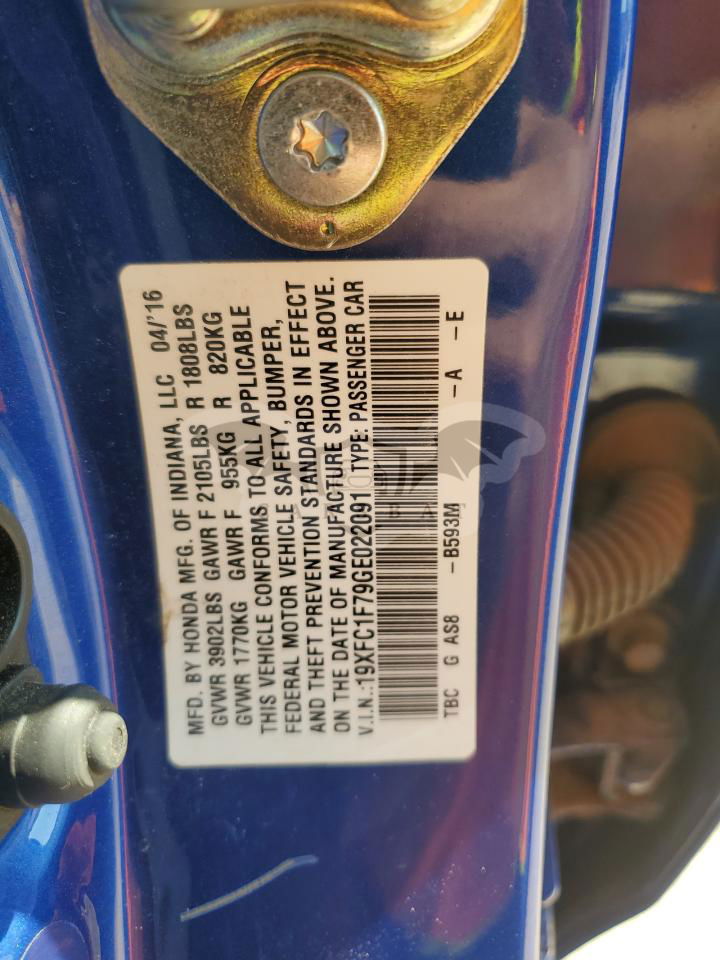 MFD. BY HONDA MFG. OF INDIANA, LLC 04/'16
GVWR 3902LBS GAWR F 2105LBS R 1808LBS
GVWR 1770KG GAWR F 955KG R 820KG
THIS VEHICLE CONFORMS TO ALL APPLICABLE
FEDERAL MOTOR VEHICLE SAFETY, BUMPER,
AND THEFT PREVENTION STANDARDS IN EFFECT
ON THE DATE OF MANUFACTURE SHOWN ABOVE.
V.I.N.:19XFC1F79GE022091 TYPE: PASSENGER CAR
TBC G AS8 -B593M -A -E